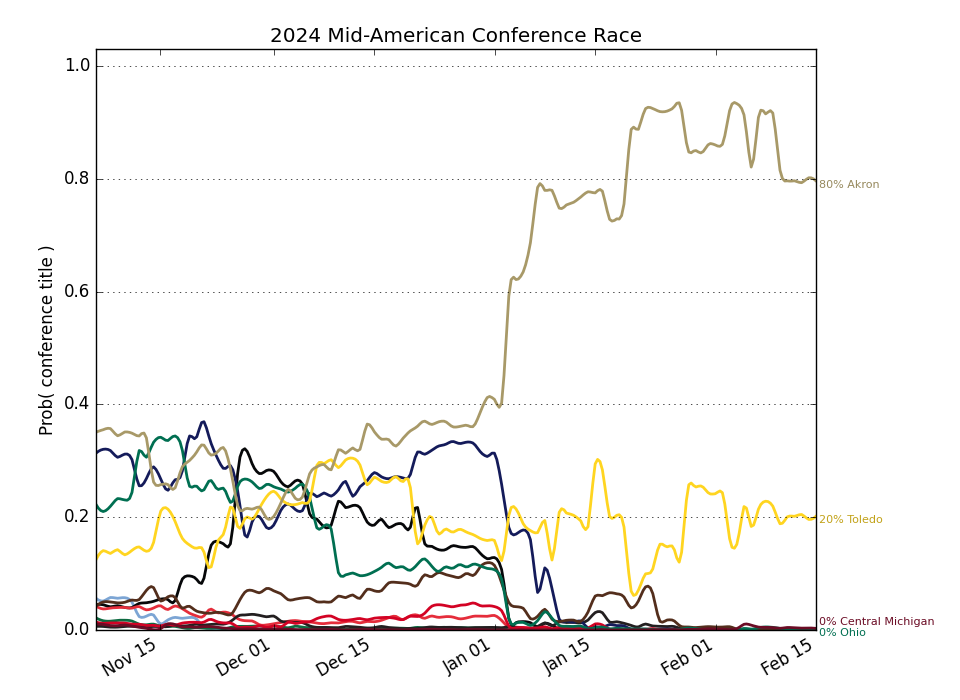 2024 Mid-American Conference Race
Prob( conference title )
1.0
0.8
0.6
0.4
0.2
0.0
80% Akron
20% Toledo
0% Central Michigan
0% Ohio
Nov 15
Dec 01
Dec 15
Jan 01
Jan 15
Feb 01
Feb 15